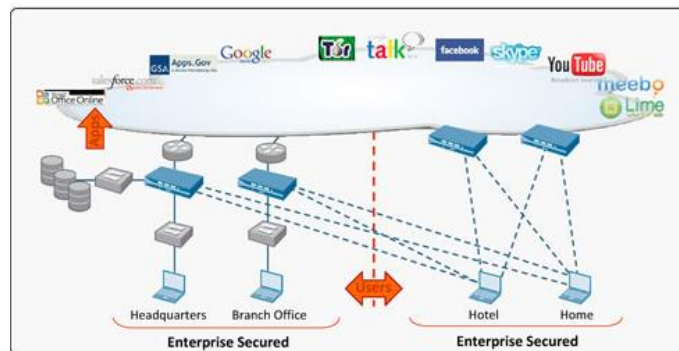 Office Online
salesforce.com
GSA Apps.Gov
Google
Tor
talk
facebook
skype
YouTube
meebo
Lime
Apps
Users
Headquarters
Branch Office
Hotel
Home
Enterprise Secured
Enterprise Secured